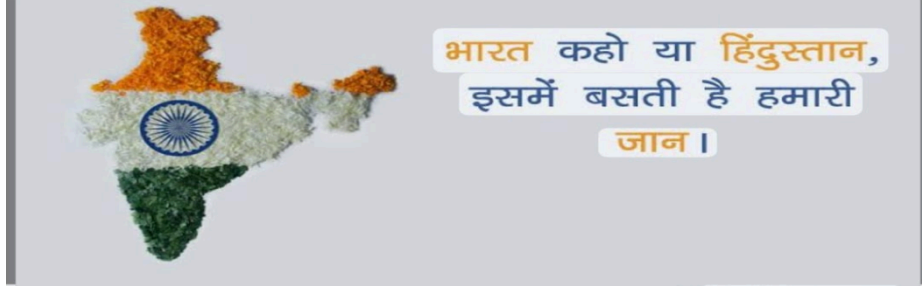 भारत कहो या हिंदुस्तान,
इसमें बसती है हमारी
जान।